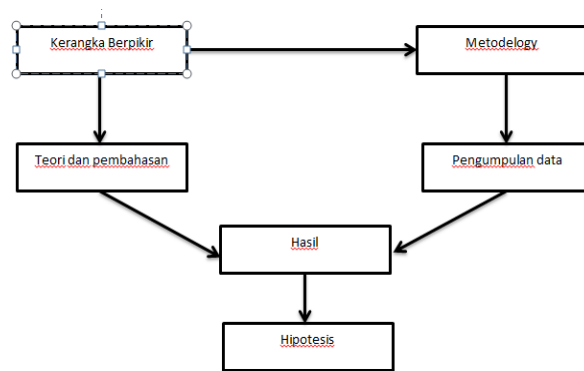 Kerangka Berpikir
Metodelogy
Teori dan pembahasan
Pengumpulan data
Hasil
Hipotesis